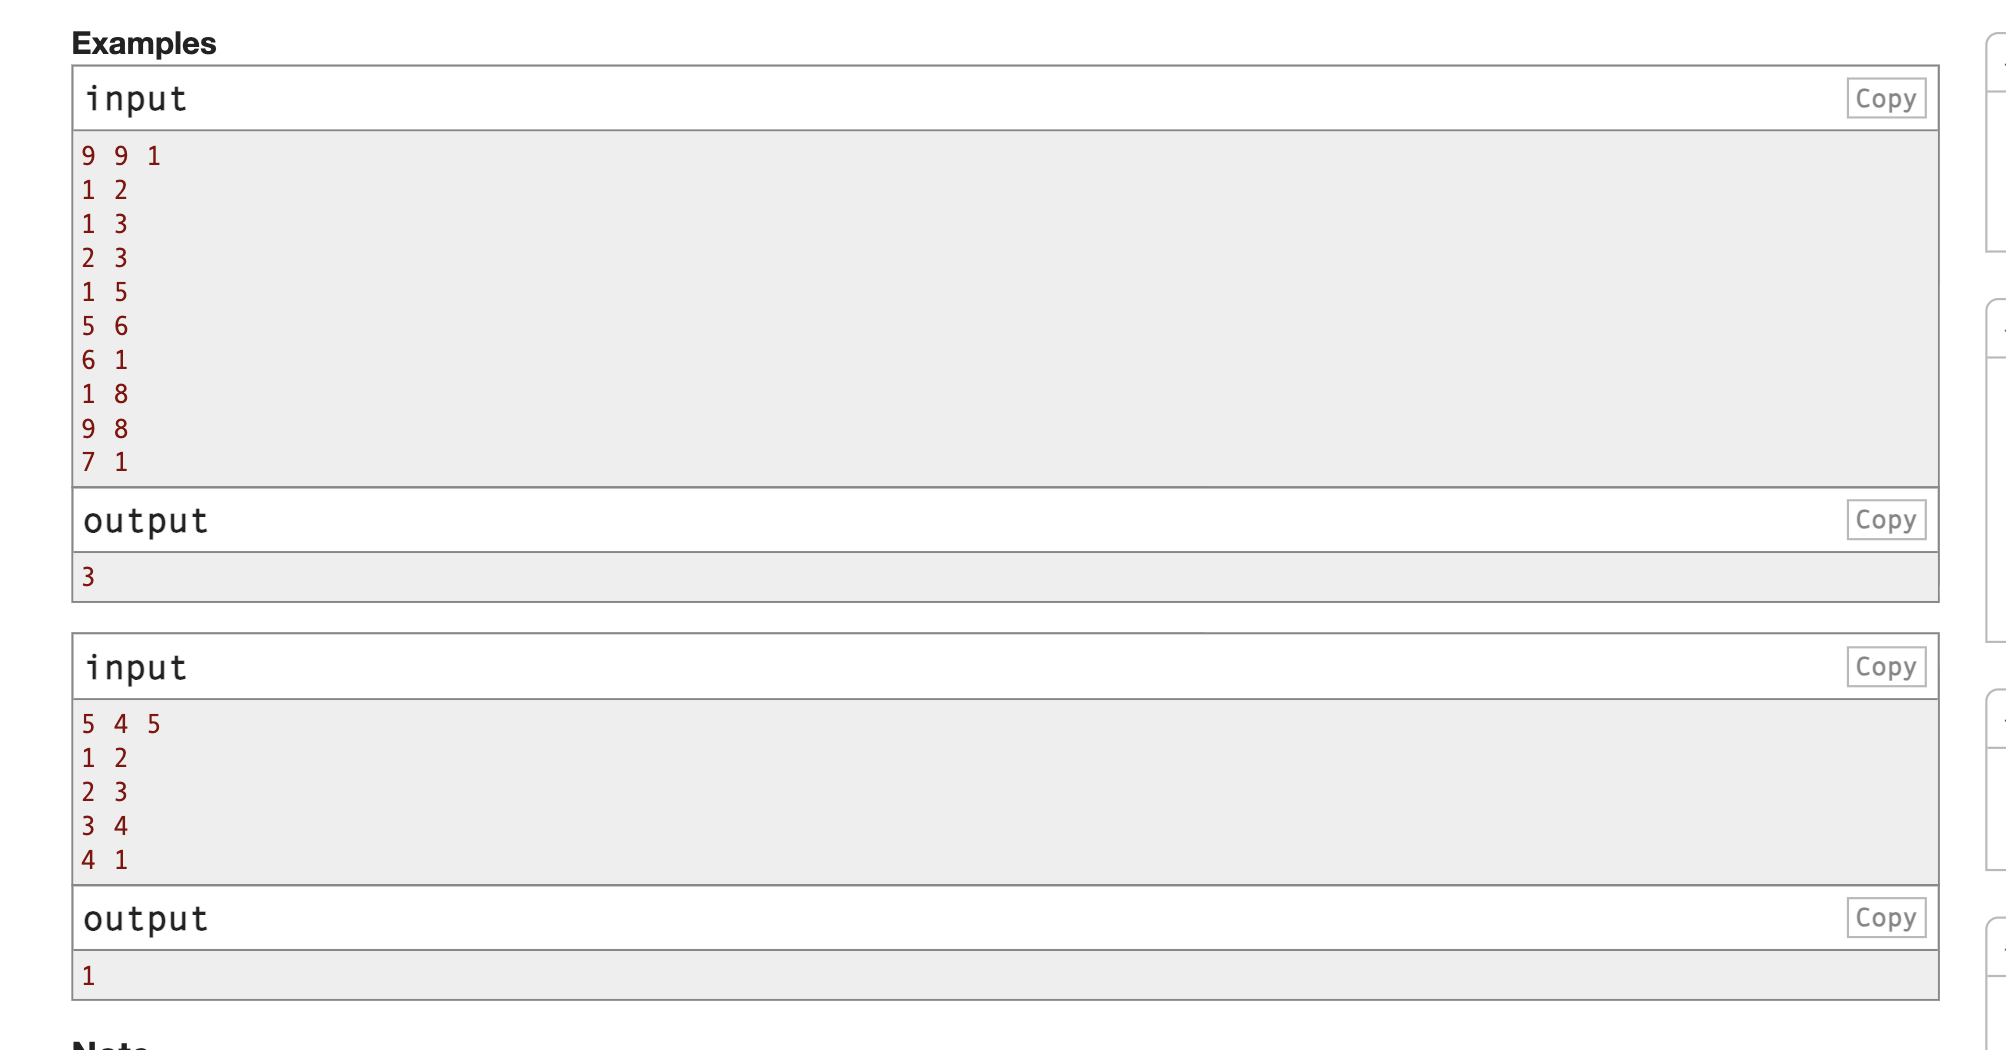 Examples
input
Copy
9 9 1
1 2
1 3
2 3
1 5
5 6
6 1
1 8
9 8
7 1
output
Copy
3
input
Copy
5 4 5
1 2
2 3
3 4
4 1
output
Copy
1
Note